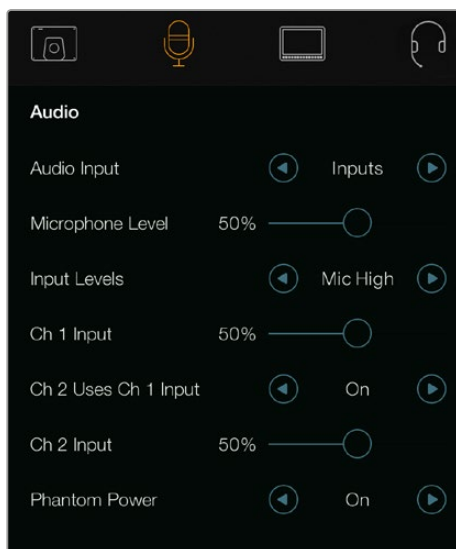 Audio
Audio Input Inputs
Microphone Level 50%
Input Levels Mic High
Ch 1 Input 50%
Ch 2 Uses Ch 1 Input On
Ch 2 Input 50%
Phantom Power On